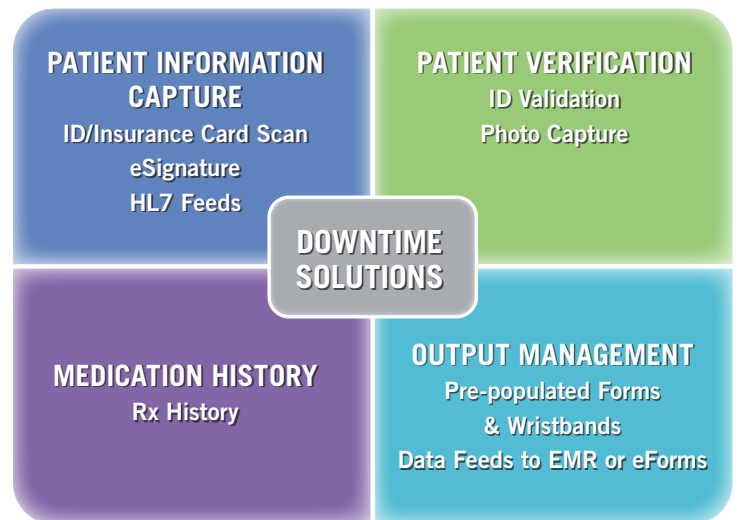 PATIENT INFORMATION
CAPTURE
ID/Insurance Card Scan
eSignature
HL7 Feeds
PATIENT VERIFICATION
ID Validation
Photo Capture
DOWNTIME
SOLUTIONS
MEDICATION HISTORY
Rx History
OUTPUT MANAGEMENT
Pre-populated Forms
& Wristbands
Data Feeds to EMR or eForms